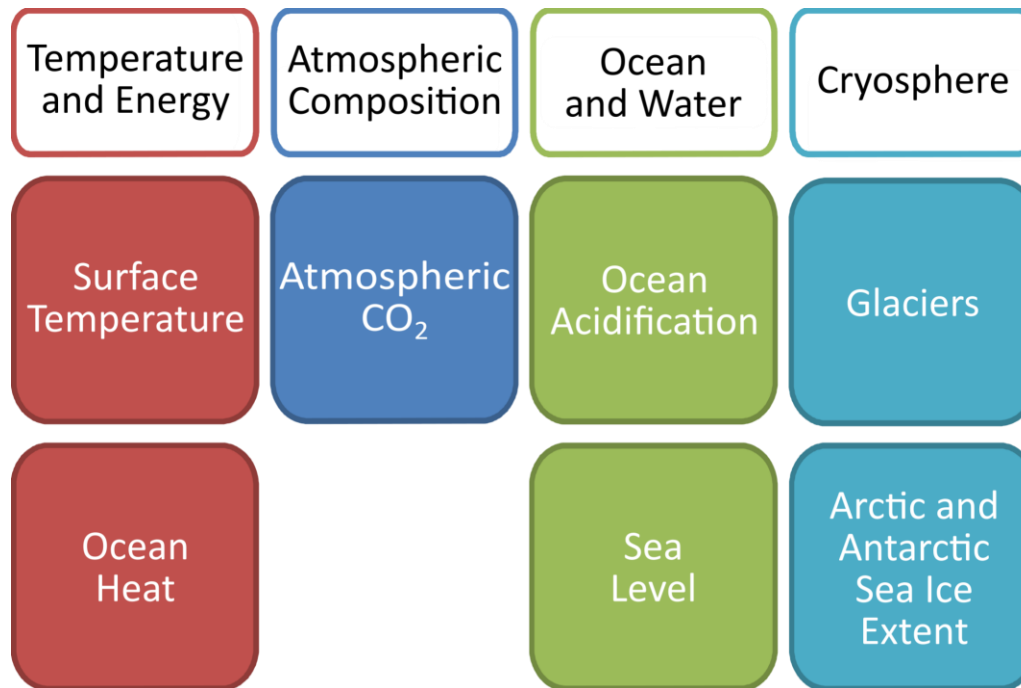 Temperature
and Energy
Atmospheric
Composition
Ocean
and Water
Cryosphere
Surface
Temperature
Atmospheric
CO₂
Ocean
Acidification
Glaciers
Ocean
Heat
Sea
Level
Arctic and
Antarctic
Sea Ice
Extent